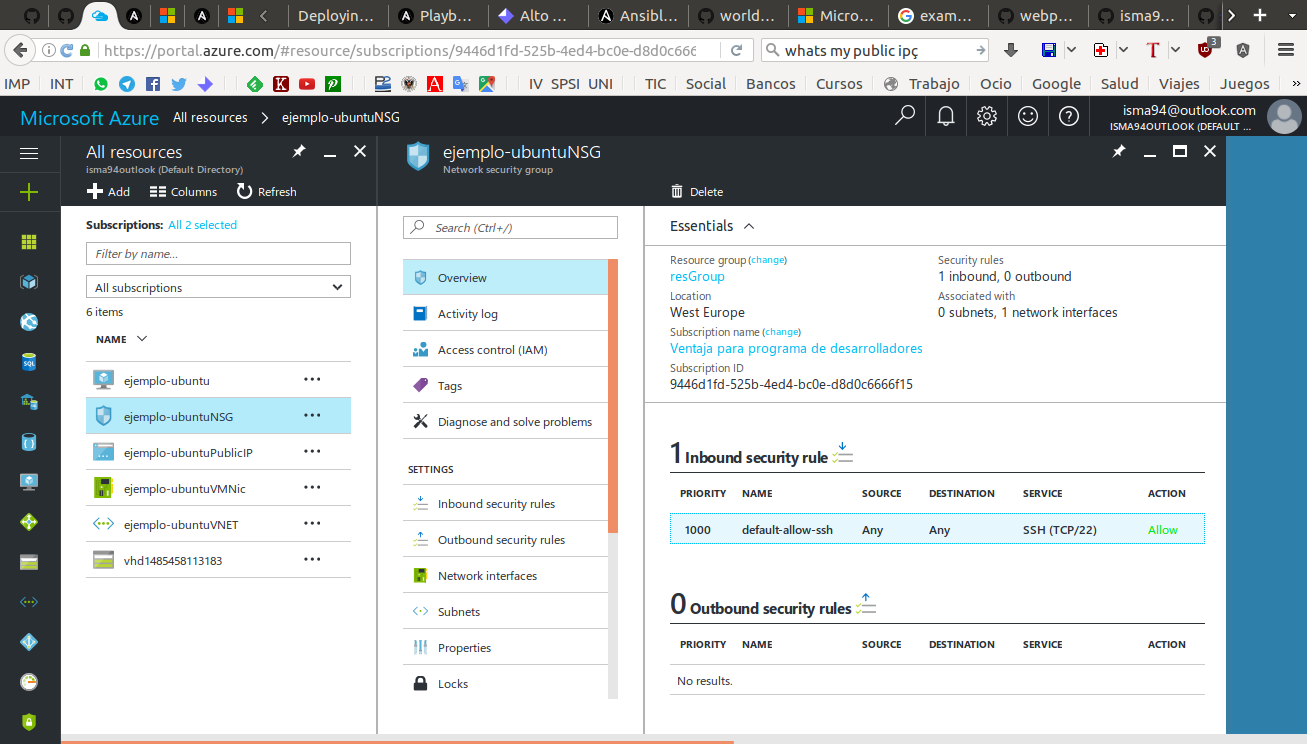 Deployin...
Playb...
Alto ...
Ansibl...
world...
Micro...
exam...
webp...
isma9...
https://portal.azure.com/#resource/subscriptions/9446d1fd-525b-4ed4-bc0e-d8d0c666
whats my public ipç
3
IMP
INT
IV
SPSI
UNI
TIC
Social
Bancos
Cursos
Trabajo
Ocio
Google
Salud
Viajes
Juegos
Microsoft Azure
All resources
ejemplo-ubuntuNSG
isma94@outlook.com
ISMA94OUTLOOK (DEFAULT ...
All resources
isma94outlook (Default Directory)
Add
Columns
Refresh
Subscriptions: All 2 selected
Filter by name...
All subscriptions
6 items
NAME
ejemplo-ubuntu
ejemplo-ubuntuNSG
ejemplo-ubuntuPublicIP
ejemplo-ubuntuVMNic
ejemplo-ubuntuVNET
vhd1485458113183
ejemplo-ubuntuNSG
Network security group
Delete
Search (Ctrl+/)
Overview
Activity log
Access control (IAM)
Tags
Diagnose and solve problems
SETTINGS
Inbound security rules
Outbound security rules
Network interfaces
Subnets
Properties
Locks
Essentials
Resource group (change)
resGroup
Location
West Europe
Subscription name (change)
Ventaja para programa de desarrolladores
Subscription ID
9446d1fd-525b-4ed4-bc0e-d8d0c6666f15
Security rules
1 inbound, 0 outbound
Associated with
0 subnets, 1 network interfaces
1 Inbound security rule
PRIORITY NAME SOURCE DESTINATION SERVICE ACTION
1000 default-allow-ssh Any Any SSH (TCP/22) Allow
0 Outbound security rules
PRIORITY NAME SOURCE DESTINATION SERVICE ACTION
No results.